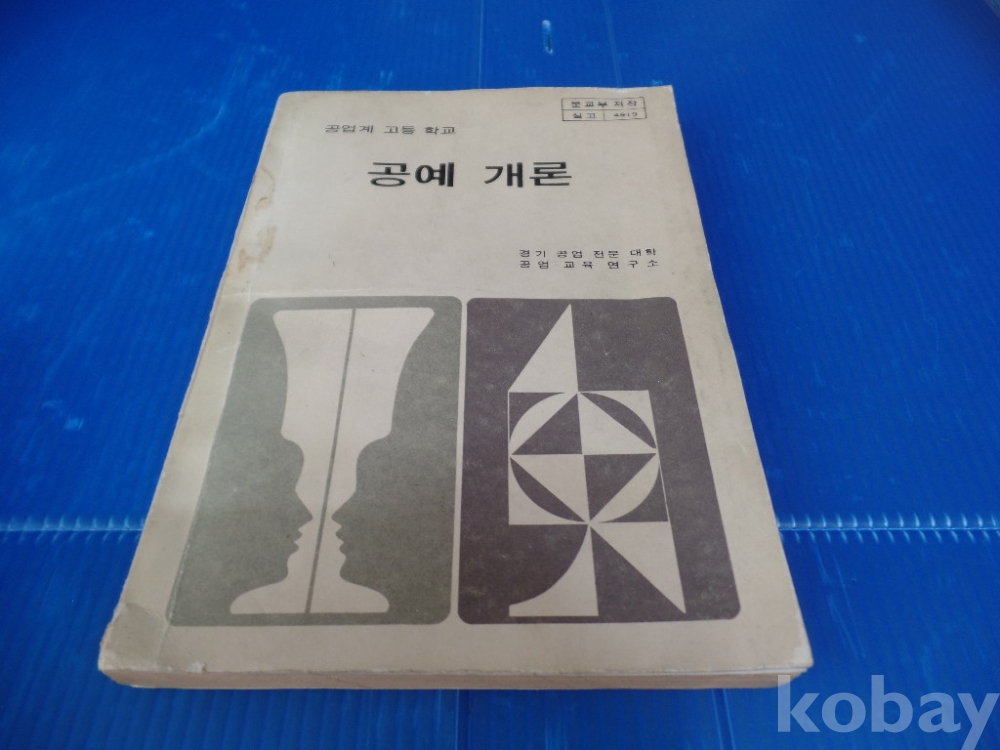 문교부 저작
실고 4812
공업계 고등 학교
공예 개론
경기 공업 전문 대학
공업 교육 연구소
kobay